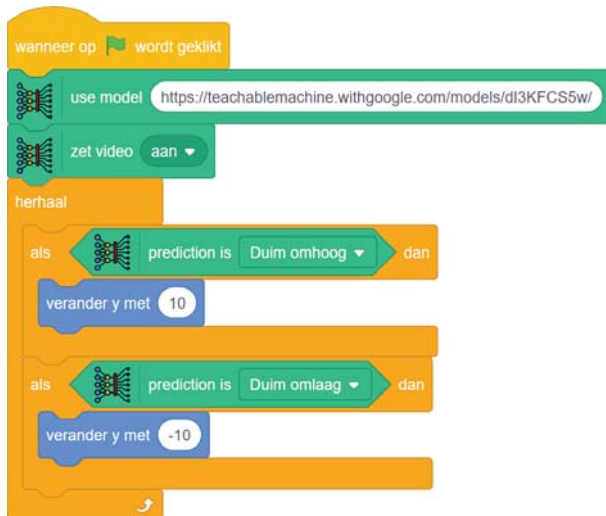 wanneer op wordt geklikt
use model https://teachablemachine.withgoogle.com/models/dI3KFCS5w/
zet video aan
herhaal
als prediction is Duim omhoog dan
verander y met 10
als prediction is Duim omlaag dan
verander y met -10